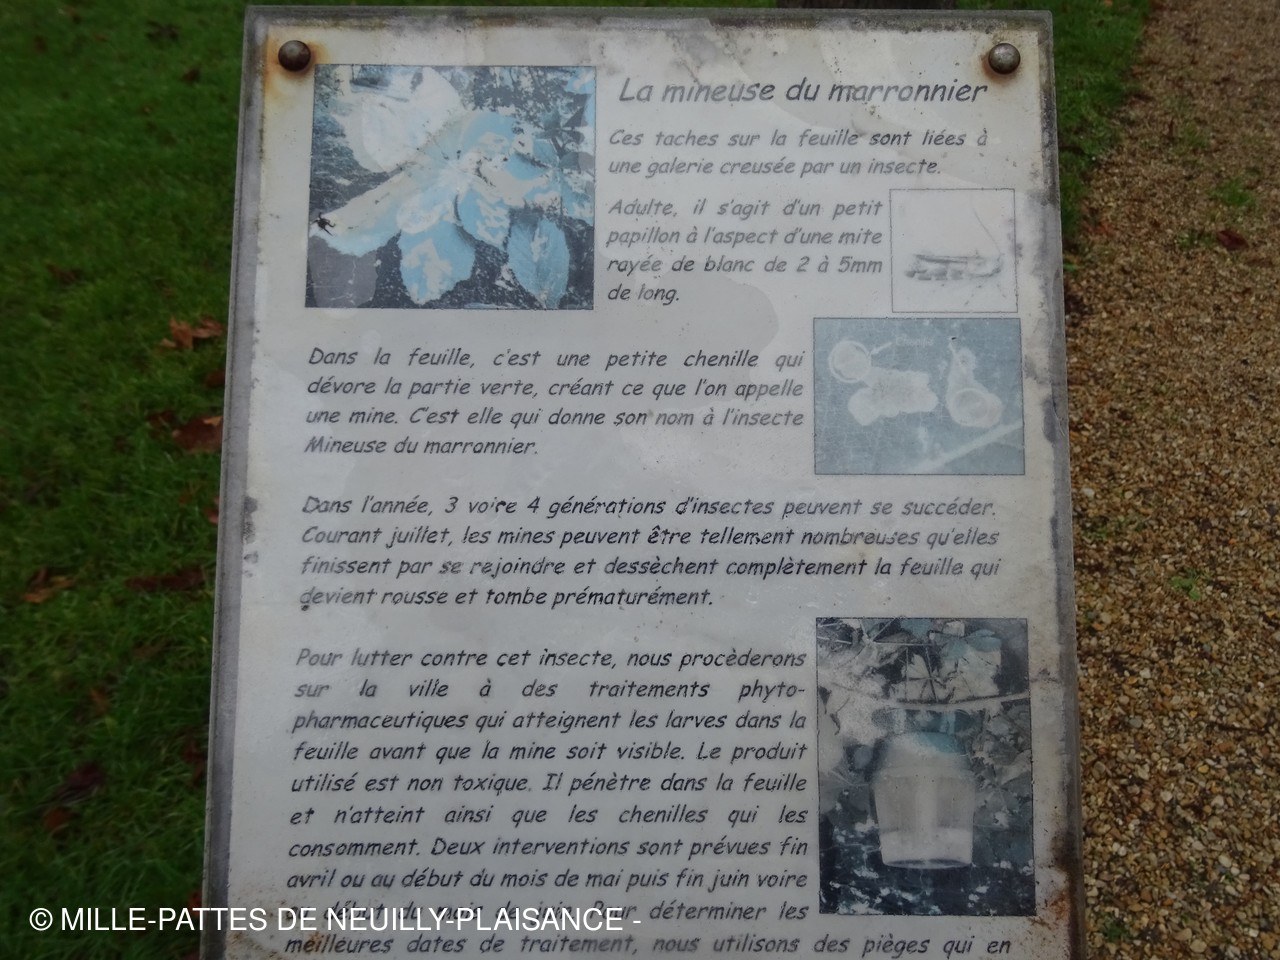 La mineuse du marronnier
Ces taches sur la feuille sont liées à
une galerie creusée par un insecte.
Adulte, il s'agit d'un petit
papillon à l'aspect d'une mite
rayée de blanc de 2 à 5mm
de long.
Dans la feuille, c'est une petite chenille qui
dévore la partie verte, créant ce que l'on appelle
une mine. C'est elle qui donne son nom à l'insecte
Mineuse du marronnier.
Dans l'année, 3 voire 4 générations d'insectes peuvent se succéder.
Courant juillet, les mines peuvent être tellement nombreuses qu'elles
finissent par se rejoindre et dessèchent complètement la feuille qui
devient rousse et tombe prématurément.
Pour lutter contre cet insecte, nous procèderons
sur la ville à des traitements phyto-
pharmaceutiques qui atteignent les larves dans la
feuille avant que la mine soit visible. Le produit
utilisé est non toxique. Il pénètre dans la feuille
et n'atteint ainsi que les chenilles qui les
consomment. Deux interventions sont prévues fin
avril ou au début du mois de mai puis fin juin voire
début du mois de Pour déterminer les
meilleures dates de traitement, nous utilisons des pièges qui en
© MILLE-PATTES DE NEUILLY-PLAISANCE -